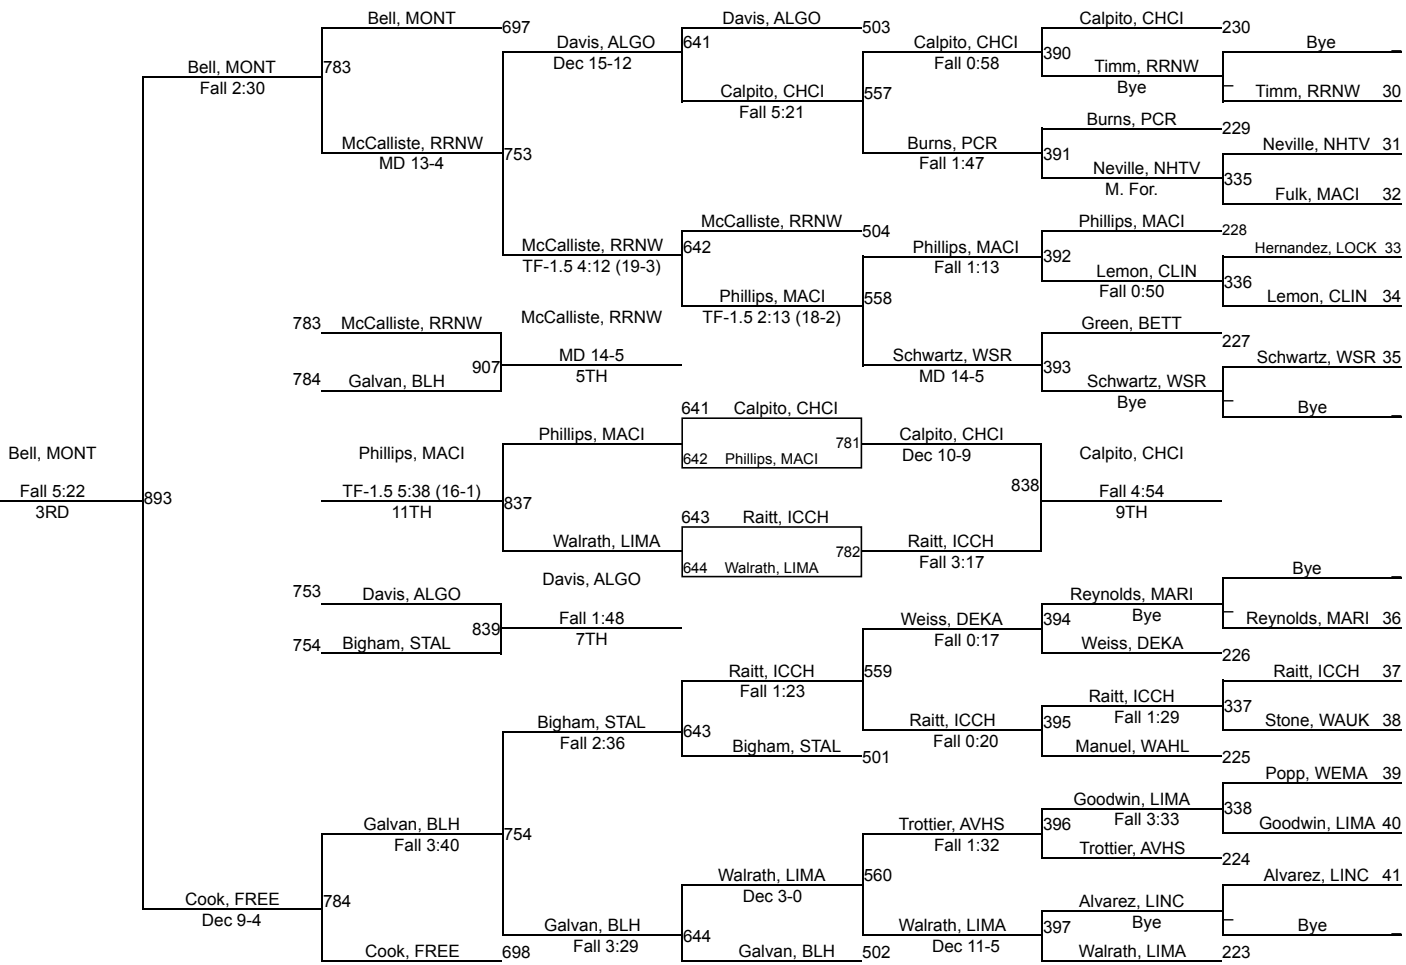 Bell, MONT
697
Davis, ALGO
503
Calpito, CHCI
230
Davis, ALGO
641
Calpito, CHCI
390
Bye
Dec 15-12
Fall 0:58
Timm, RRNW
Bell, MONT
783
Bye
Fall 2:30
Calpito, CHCI
557
Timm, RRNW 30
Fall 5:21
Burns, PCR
229
McCalliste, RRNW
753
Burns, PCR
391
Neville, NHTV 31
MD 13-4
Fall 1:47
Neville, NHTV
335
M. For.
Fulk, MACI 32
McCalliste, RRNW
504
Phillips, MACI
228
McCalliste, RRNW
642
Phillips, MACI
392
Hernandez, LOCK 33
TF-1.5 4:12 (19-3)
Fall 1:13
Lemon, CLIN
336
Fall 0:50
Phillips, MACI
558
Lemon, CLIN 34
TF-1.5 2:13 (18-2)
783 McCalliste, RRNW
McCalliste, RRNW
Green, BETT
227
907
MD 14-5
Schwartz, WSR
393
Schwartz, WSR 35
5TH
MD 14-5
784 Galvan, BLH
Schwartz, WSR
Bye
Bye
641 Calpito, CHCI
Phillips, MACI
781
Calpito, CHCI
642 Phillips, MACI
Dec 10-9
Bell, MONT
Phillips, MACI
Calpito, CHCI
Fall 5:22
893
TF-1.5 5:38 (16-1)
837
838
Fall 4:54
3RD
11TH
9TH
643 Raitt, ICCH
Walrath, LIMA
782
Raitt, ICCH
644 Walrath, LIMA
Fall 3:17
753 Davis, ALGO
Davis, ALGO
Bye
839
Fall 1:48
Reynolds, MARI
7TH
Bye
754 Bigham, STAL
Weiss, DEKA
394
Reynolds, MARI 36
Fall 0:17
Weiss, DEKA
226
Raitt, ICCH
559
Raitt, ICCH 37
Fall 1:23
Raitt, ICCH
337
Fall 1:29
Bigham, STAL
643
Raitt, ICCH
395
Stone, WAUK 38
Fall 2:36
Fall 0:20
Bigham, STAL
501
Manuel, WAHL
225
Popp, WEMA 39
Goodwin, LIMA
338
Fall 3:33
Galvan, BLH
754
Trottier, AVHS
396
Goodwin, LIMA 40
Fall 3:40
Fall 1:32
Trottier, AVHS
224
Walrath, LIMA
560
Alvarez, LINC 41
Dec 3-0
Cook, FREE
784
Alvarez, LINC
Dec 9-4
Bye
Galvan, BLH
644
Walrath, LIMA
397
Bye
Fall 3:29
Dec 11-5
Cook, FREE
698
Galvan, BLH
502
Walrath, LIMA
223